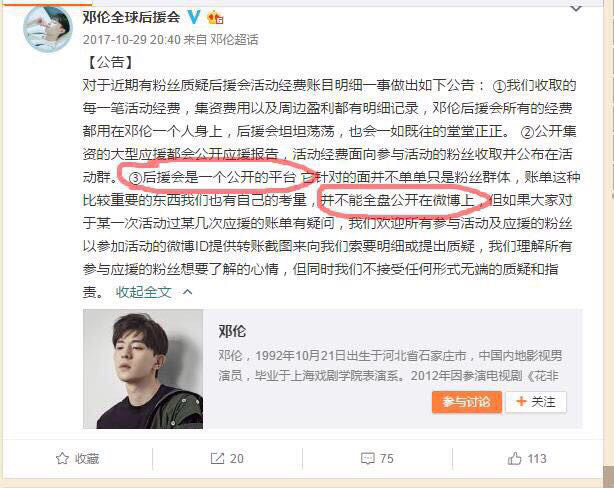 邓伦全球后援会
2017-10-29 20:40 来自 邓伦超话
【公告】
对于近期有粉丝质疑后援会活动经费账目明细一事做出如下公告： ①我们收取的
每一笔活动经费，集资费用以及周边盈利都有明细记录，邓伦后援会所有的经费
都用在邓伦一个人身上，后援会坦坦荡荡，也会一如既往的堂堂正正。 ②公开集
资的大型应援都会公开应援报告，活动经费面向参与活动的粉丝收取并公布在活
动群。 ③后援会是一个公开的平台 它针对的面并不单单只是粉丝群体，账单这种
比较重要的东西我们也有自己的考量，并不能全盘公开在微博上，但如果大家对
于某一次活动过某几次应援的账单有疑问，我们欢迎所有参与活动及应援的粉丝
以参加活动的微博ID提供转账截图来向我们索要明细或提出质疑，我们理解所有
参与应援的粉丝想要了解的心情，但同时我们不接受任何形式无端的质疑和指
责。 收起全文
邓伦
邓伦，1992年10月21日出生于河北省石家庄市，中国内地影视男
演员，毕业于上海戏剧学院表演系。2012年因参演电视剧《花非
参与讨论 + 关注
收藏 20 75 113